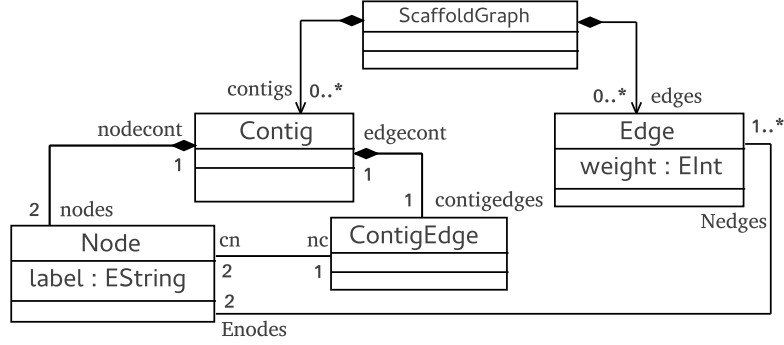 ScaffoldGraph
contigs 0..*
0..* edges
nodecont
Contig
edgecont
Edge
1..*
1
1
weight : EInt
2 nodes
1 contigedges
Nedges
Node
cn
nc
ContigEdge
label : EString
2
1
2
Enodes